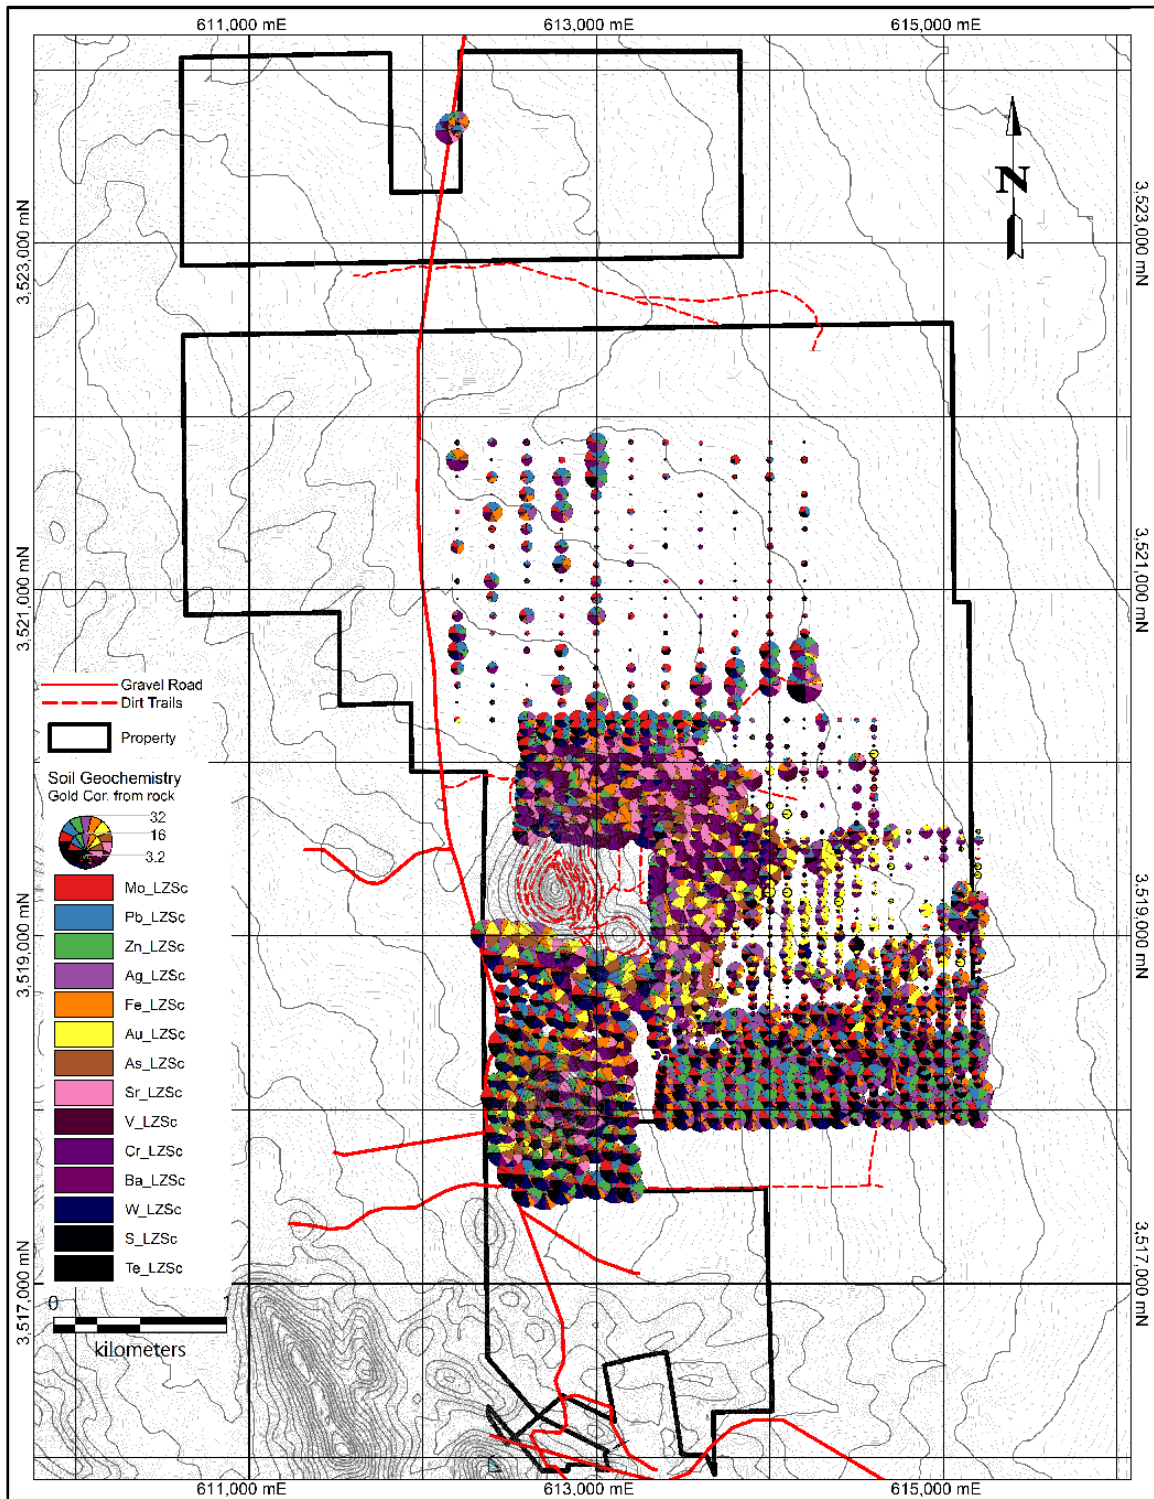 611,000 mE
613,000 mE
615,000 mE
N
3,523,000 mN
3,523,000 mN
3,521,000 mN
Gravel Road
Dirt Trails
Property
Soil Geochemistry
Gold Cor. from rock
32
16
3.2
Mo_LZSc
Pb_LZSc
Zn_LZSc
Ag_LZSc
Fe_LZSc
Au_LZSc
As_LZSc
Sr_LZSc
V_LZSc
Cr_LZSc
Ba_LZSc
W_LZSc
S_LZSc
Te_LZSc
3,519,000 mN
3,519,000 mN
3,517,000 mN
3,517,000 mN
0 1
kilometers
611,000 mE
613,000 mE
615,000 mE